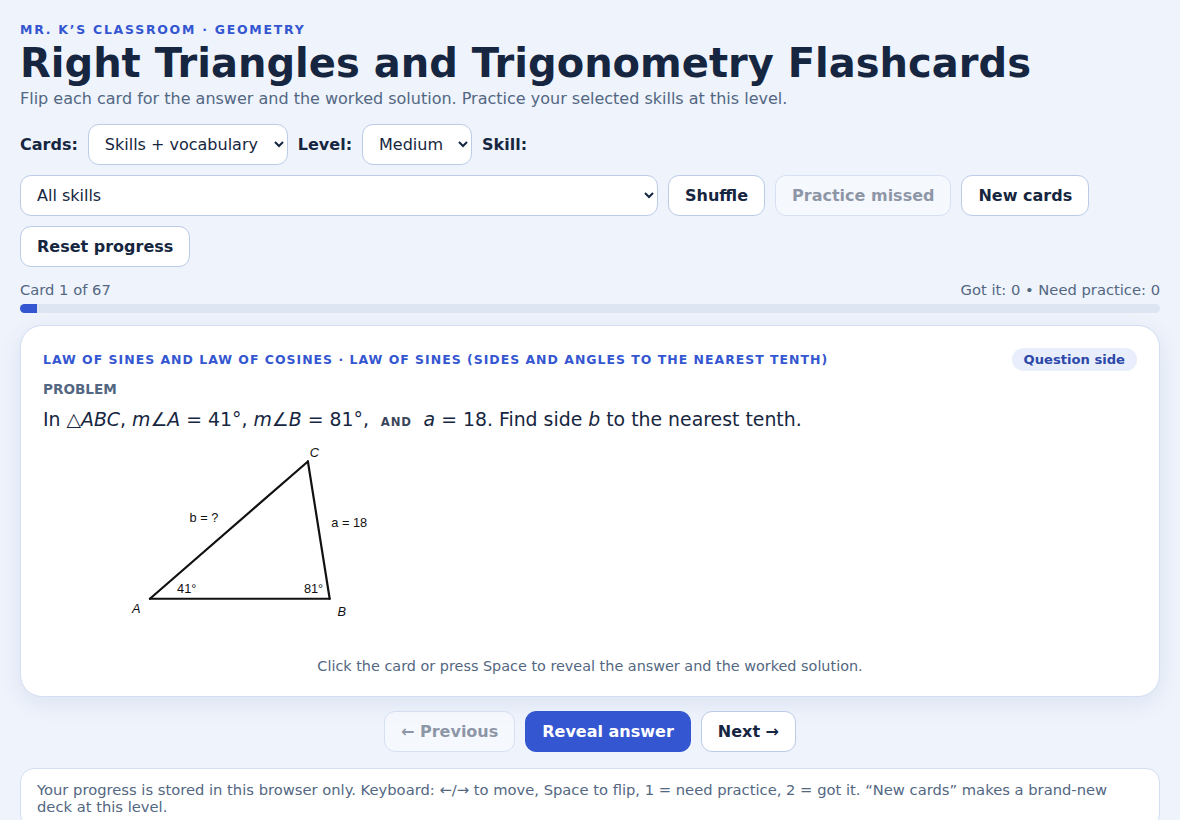 MR. K’S CLASSROOM · GEOMETRY
Right Triangles and Trigonometry Flashcards
Flip each card for the answer and the worked solution. Practice your selected skills at this level.
Cards: Skills + vocabulary Level: Medium Skill:
All skills Shuffle Practice missed New cards
Reset progress
Card 1 of 67 Got it: 0 • Need practice: 0
LAW OF SINES AND LAW OF COSINES · LAW OF SINES (SIDES AND ANGLES TO THE NEAREST TENTH) Question side
PROBLEM
In △ABC, m∠A = 41°, m∠B = 81°, AND a = 18. Find side b to the nearest tenth.
C
b = ? a = 18
41° 81°
A B
Click the card or press Space to reveal the answer and the worked solution.
← Previous Reveal answer Next →
Your progress is stored in this browser only. Keyboard: ←/→ to move, Space to flip, 1 = need practice, 2 = got it. “New cards” makes a brand-new
deck at this level.